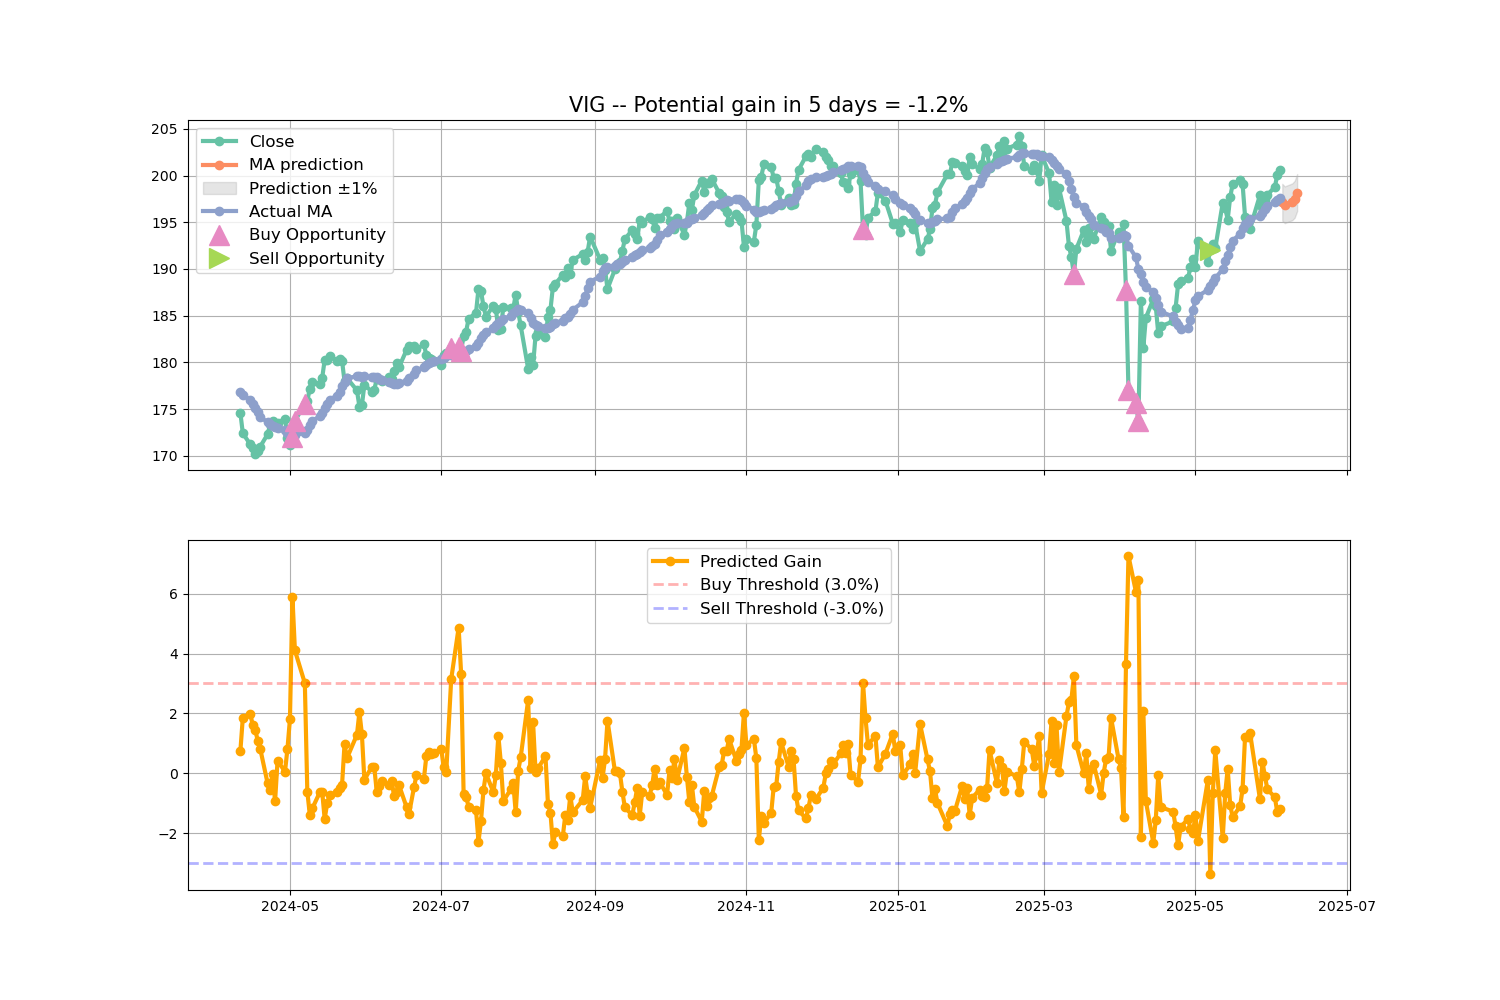 VIG -- Potential gain in 5 days = -1.2%
205
200
195
190
185
180
175
170
Close
MA prediction
Prediction ±1%
Actual MA
Buy Opportunity
Sell Opportunity
6
4
2
0
−2
Predicted Gain
Buy Threshold (3.0%)
Sell Threshold (-3.0%)
2024-05 2024-07 2024-09 2024-11 2025-01 2025-03 2025-05 2025-07